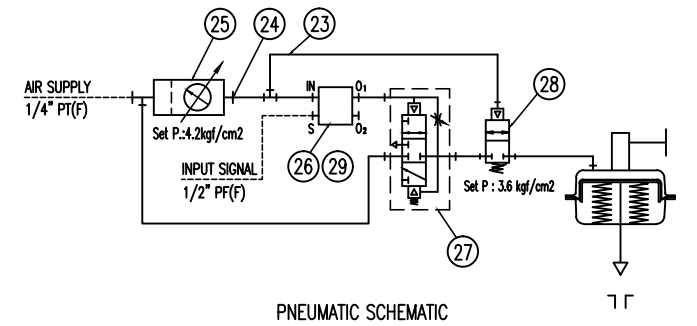 25
24
23
AIR SUPPLY
1/4" PT(F)
IN
O1
28
Set P.:4.2kgf/cm2
S
O2
INPUT SIGNAL
1/2" PF(F)
26
29
Set P : 3.6 kgf/cm2
27
PNEUMATIC SCHEMATIC